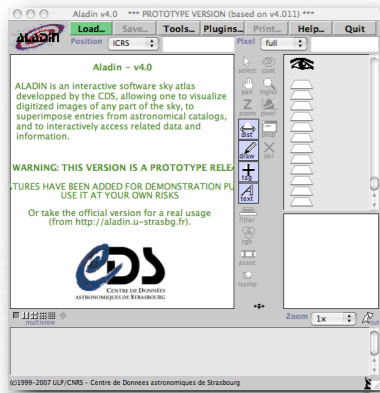 Aladin v4.0 *** PROTOTYPE VERSION (based on v4.011) ***
ALADIN
Load... Save... Tools... Plugins... Print... Help... Quit
Position ICRS Pixel full
Aladin - v4.0
ALADIN is an interactive software sky atlas
developped by the CDS, allowing one to visualize
digitized images of any part of the sky, to
superimpose entries from astronomical catalogs,
and to interactively access related data and
information.
WARNING: THIS VERSION IS A PROTOTYPE RELEA
ATURES HAVE BEEN ADDED FOR DEMONSTRATION PU
USE IT AT YOUR OWN RISKS
Or take the official version for a real usage
(from http://aladin.u-strasbg.fr).
CDS
CENTRE DE DONNÉES
ASTRONOMIQUES DE STRASBOURG
select cont
pan mglss
zoom pixel
dist prop
draw del
tag
text
filter
rgb
assoc
rsamp
multiview
Zoom 1x out
(c)1999-2007 ULP/CNRS - Centre de Donnees astronomiques de Strasbourg